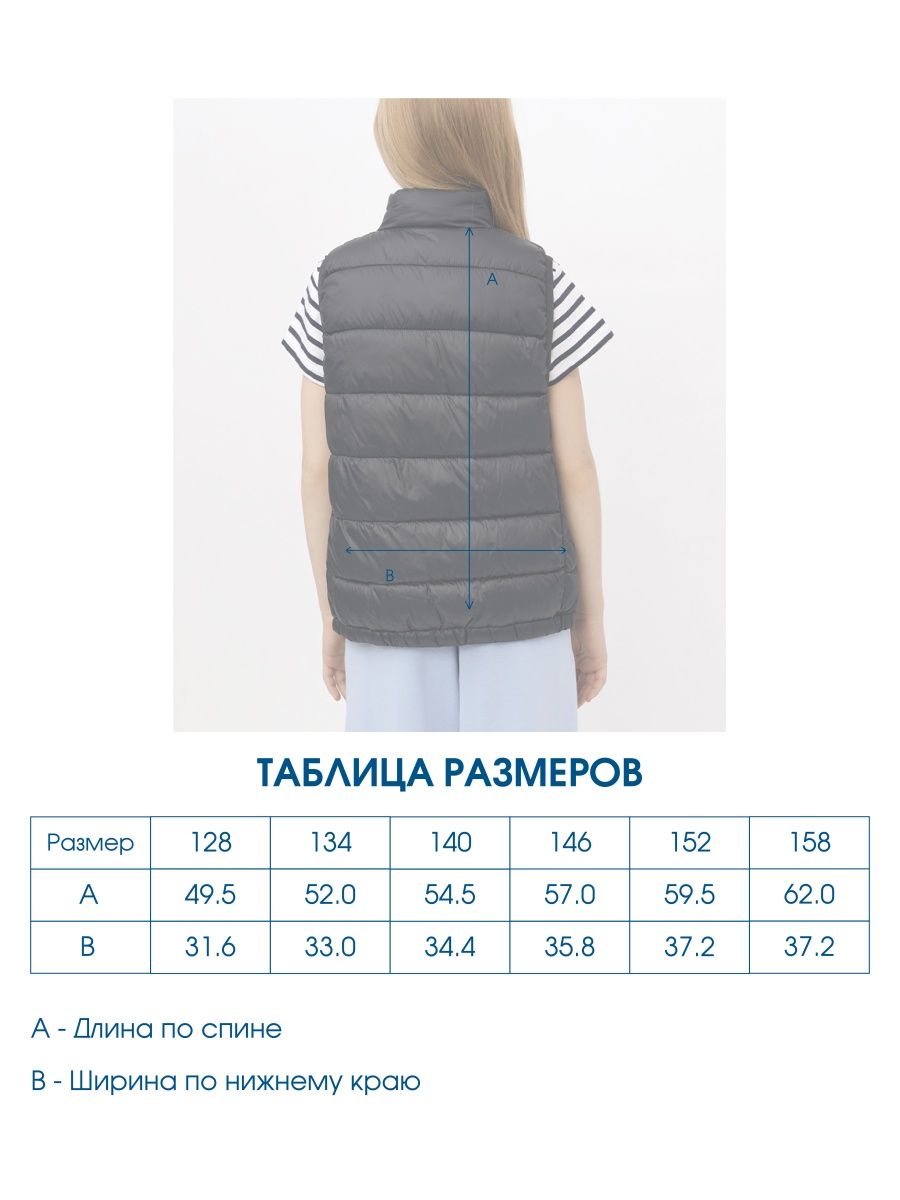 A
B
ТАБЛИЦА РАЗМЕРОВ
Размер 128 134 140 146 152 158
A 49.5 52.0 54.5 57.0 59.5 62.0
B 31.6 33.0 34.4 35.8 37.2 37.2
A - Длина по спине
B - Ширина по нижнему краю